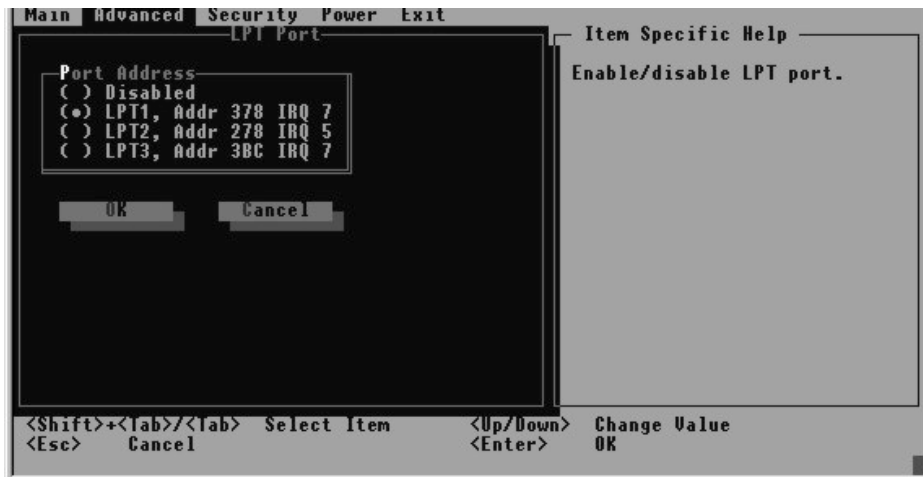 Main Advanced Security Power Exit
LPT Port
Port Address
( ) Disabled
(•) LPT1, Addr 378 IRQ 7
( ) LPT2, Addr 278 IRQ 5
( ) LPT3, Addr 3BC IRQ 7
OK Cancel
Item Specific Help
Enable/disable LPT port.
<Shift>+<Tab>/<Tab> Select Item <Up/Down> Change Value
<Esc> Cancel <Enter> OK